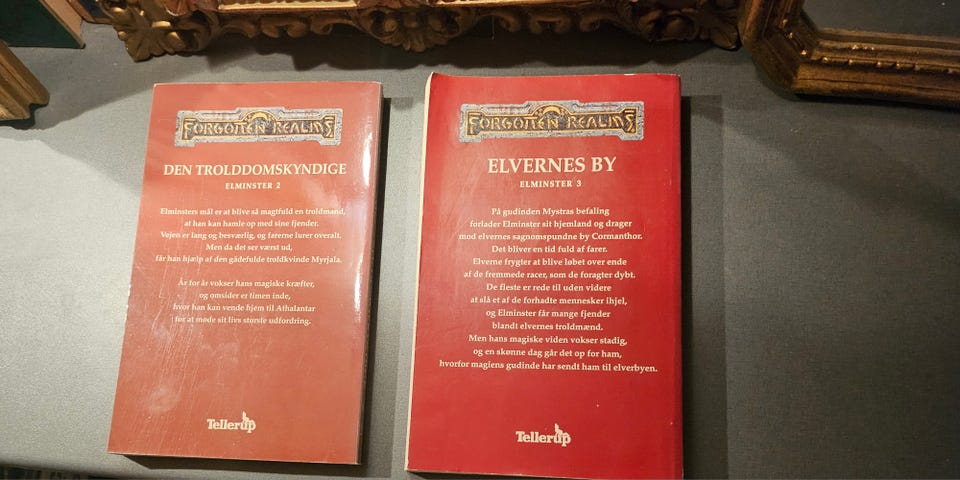 FORGOTTEN REALMS
DEN TROLDDOMSKYNDIGE
ELMINSTER 2
Elminsters mål er at blive så magtfuld en troldmand,
at han kan hamle op med sine fjender.
Vejen er lang og besværlig, og farerne lurer overalt.
Men da det ser værst ud,
får han hjælp af den gådefulde troldkvinde Myrjala.
År for år vokser hans magiske kræfter,
og omsider er timen inde,
hvor han kan vende hjem til Athalantar
for at møde sit livs største udfordring.
Tellerup
FORGOTTEN REALMS
ELVERNES BY
ELMINSTER 3
På gudinden Mystras befaling
forlader Elminster sit hjemland og drager
mod elvernes sagnomspundne by Cormanthor.
Det bliver en tid fuld af farer.
Elverne frygter at blive løbet over ende
af de fremmede racer, som de foragter dybt.
De fleste er rede til uden videre
at slå et af de forhadte mennesker ihjel,
og Elminster får mange fjender
blandt elvernes troldmænd.
Men hans magiske viden vokser stadig,
og en skønne dag går det op for ham,
hvorfor magiens gudinde har sendt ham til elverbyen.
Tellerup